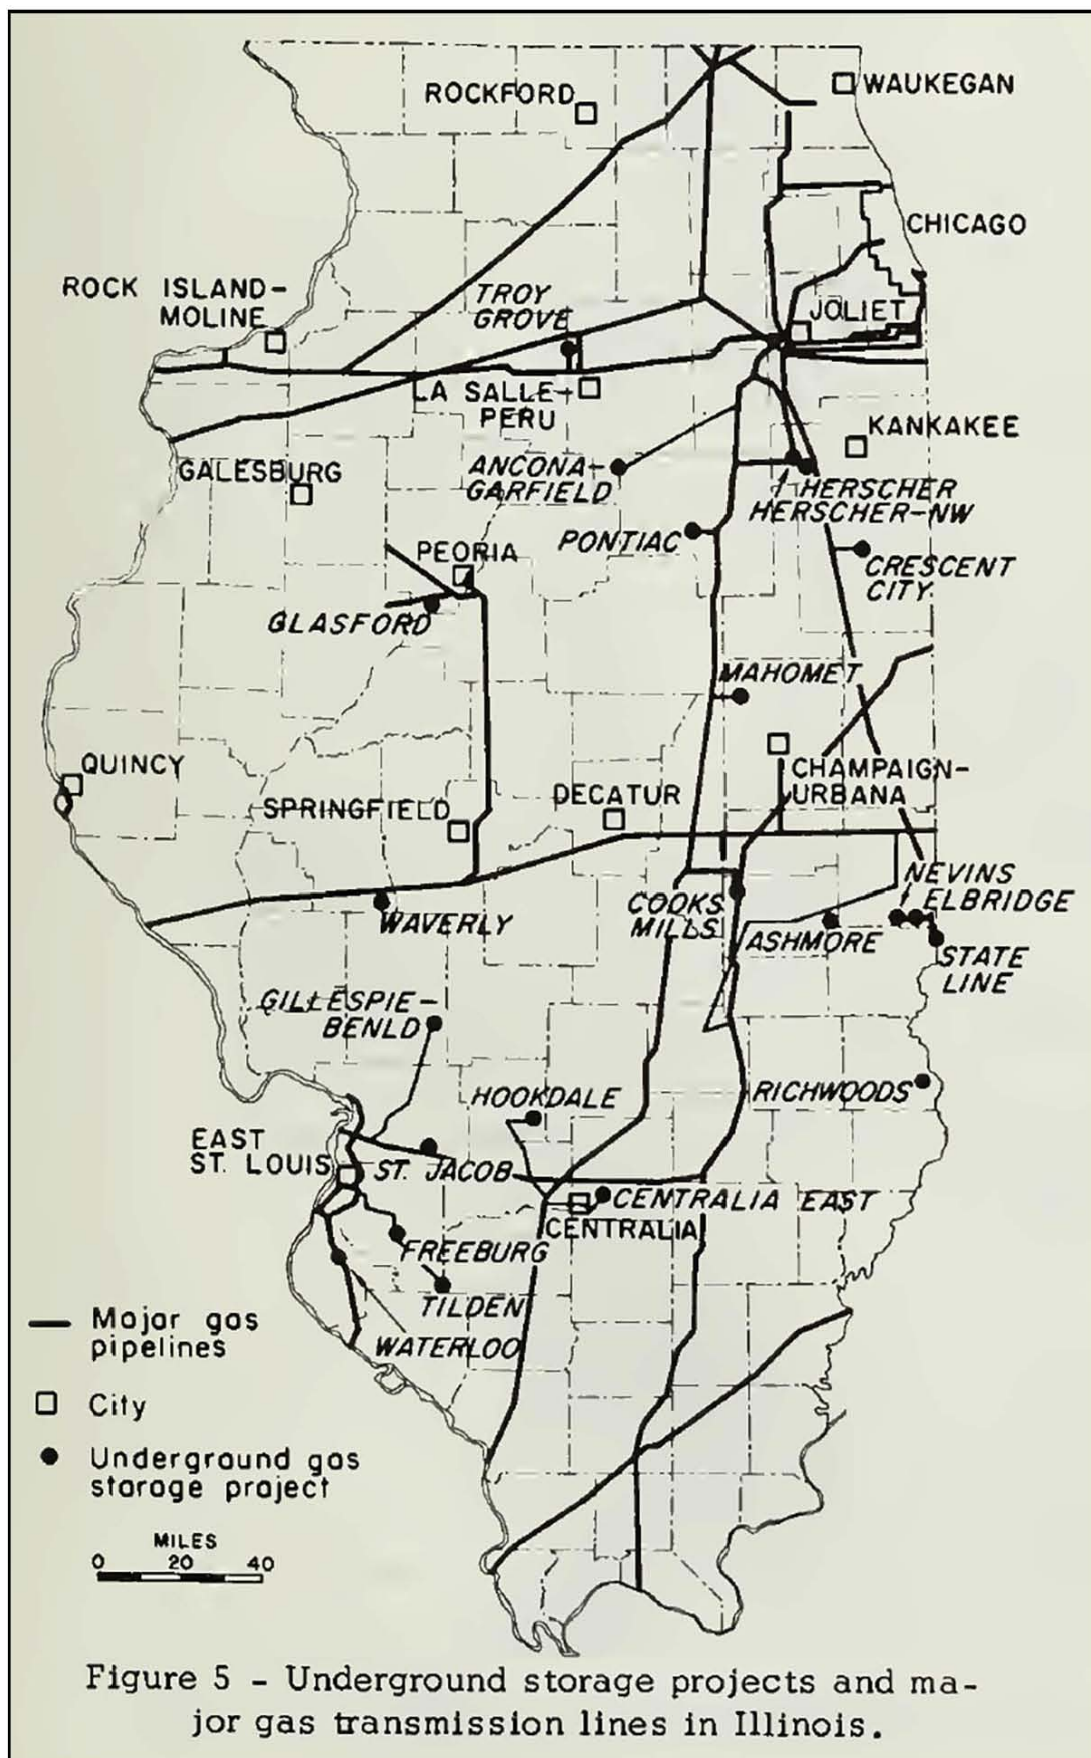 ROCKFORD
WAUKEGAN
CHICAGO
ROCK ISLAND-
MOLINE
TROY
GROVE
JOLIET
LA SALLE-
PERU
KANKAKEE
GALESBURG
ANCONA-
GARFIELD
HERSCHER
HERSCHER-NW
PONTIAC
PEORIA
CRESCENT
CITY
GLASFORD
MAHOMET
QUINCY
CHAMPAIGN-
URBANA
SPRINGFIELD
DECATUR
NEVINS
ELBRIDGE
COOKS
MILLS
WAVERLY
ASHMORE
STATE
LINE
GILLESPIE-
BENLD
HOOKDALE
RICHWOODS
EAST
ST. LOUIS
ST. JACOB
CENTRALIA EAST
CENTRALIA
FREEBURG
TILDEN
WATERLOO
Major gas
pipelines
City
Underground gas
storage project
MILES
0 20 40
Figure 5 - Underground storage projects and ma-
jor gas transmission lines in Illinois.